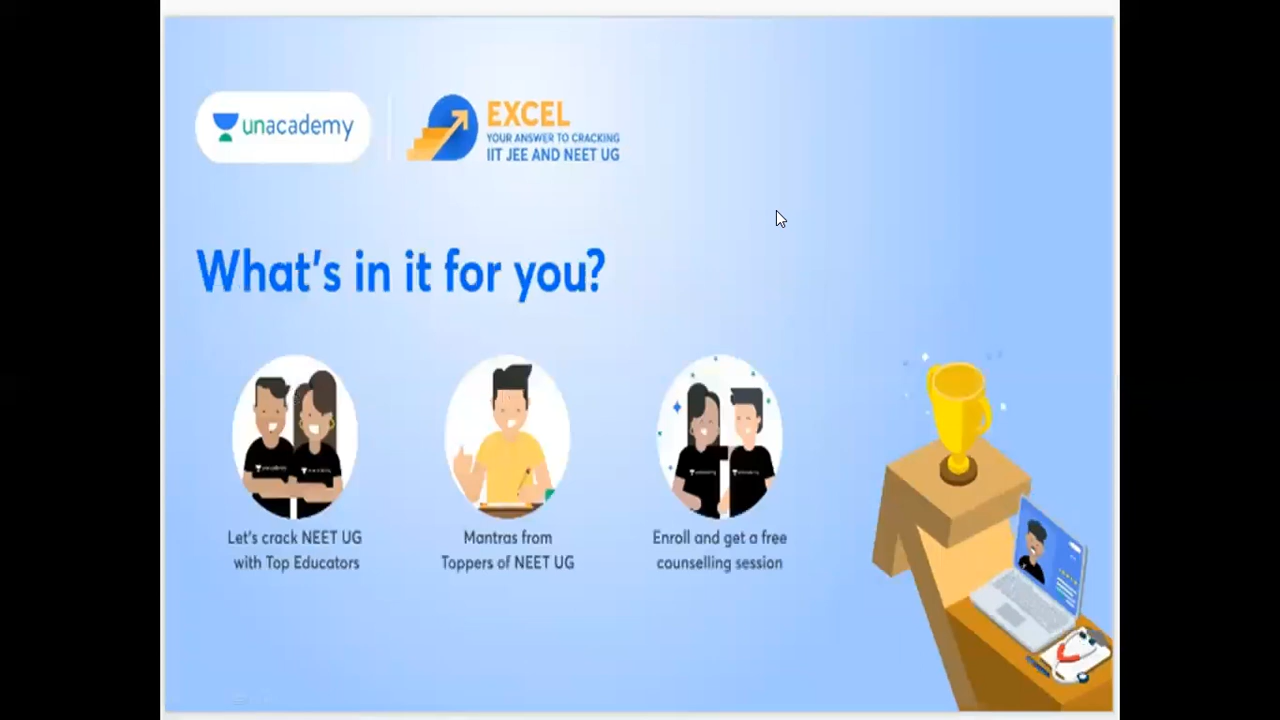 unacademy
EXCEL
YOUR ANSWER TO CRACKING
IIT JEE AND NEET UG
What's in it for you?
Let's crack NEET UG
with Top Educators
Mantras from
Toppers of NEET UG
Enroll and get a free
counselling session